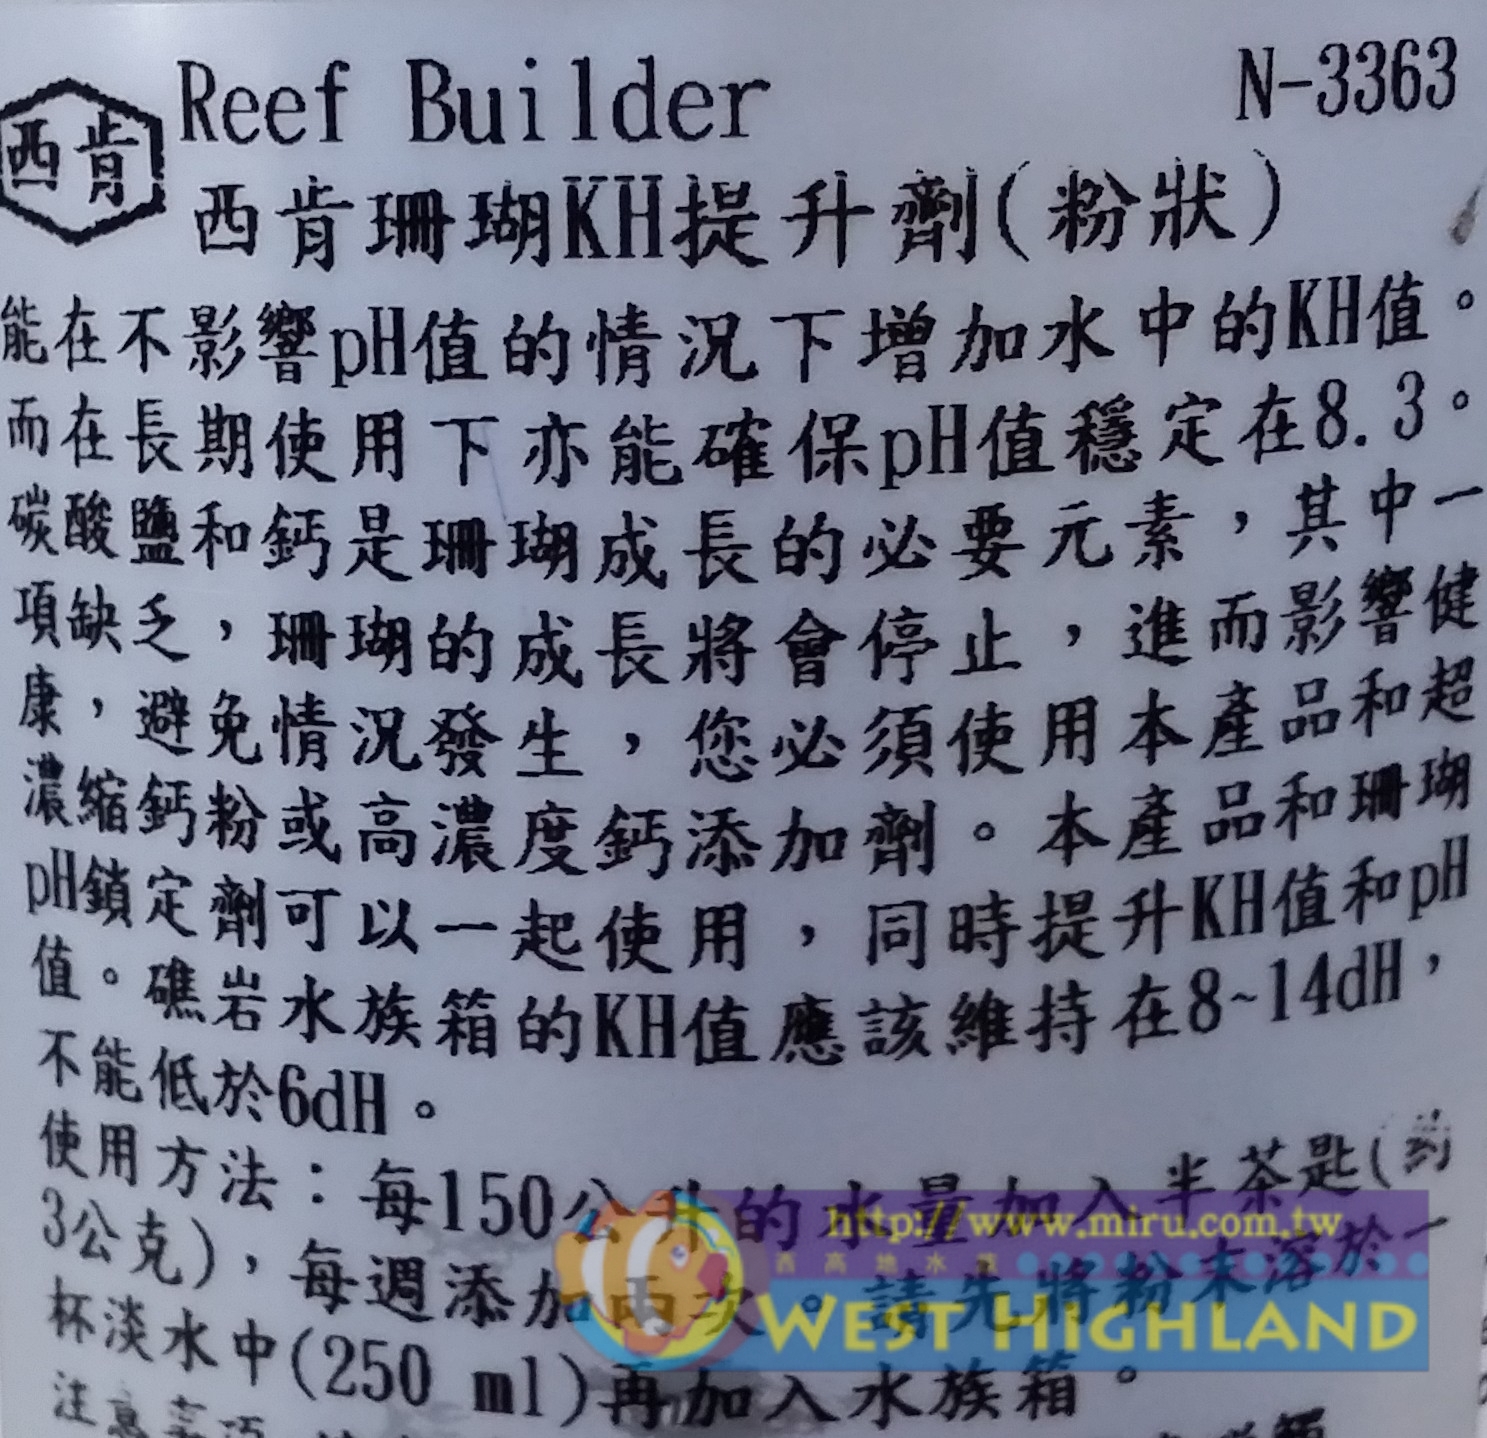 西肯
Reef Builder
N-3363
西肯珊瑚KH提升劑(粉狀)
能在不影響pH值的情況下增加水中的KH值。
而在長期使用下亦能確保pH值穩定在8.3。
碳酸鹽和鈣是珊瑚成長的必要元素，其中一
項缺乏，珊瑚的成長將會停止，進而影響健
康，避免情況發生，您必須使用本產品和超
濃縮鈣粉或高濃度鈣添加劑。本產品和珊瑚
pH鎖定劑可以一起使用，同時提升KH值和pH
值。礁岩水族箱的KH值應該維持在8~14dH，
不能低於6dH。
使用方法：每150公升的水量加入半茶匙(約
3公克)，每週添加兩次。請先將粉末溶於一
杯淡水中(250 ml)再加入水族箱。
http://www.miru.com.tw
西高地水族
WEST HIGHLAND
注意事項